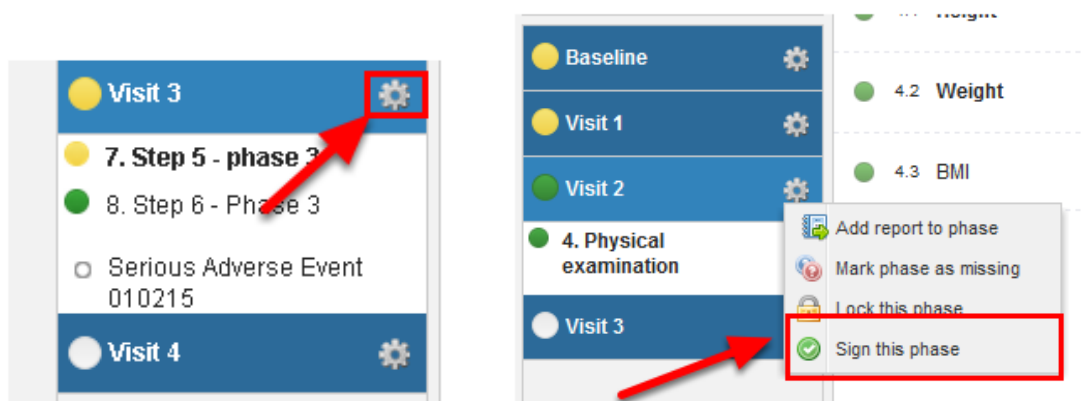 Visit 3
7. Step 5 - phase 3
8. Step 6 - Phase 3
Serious Adverse Event
010215
Visit 4
Baseline
Visit 1
Visit 2
4. Physical
examination
Visit 3
4.2 Weight
4.3 BMI
Add report to phase
Mark phase as missing
Lock this phase
Sign this phase